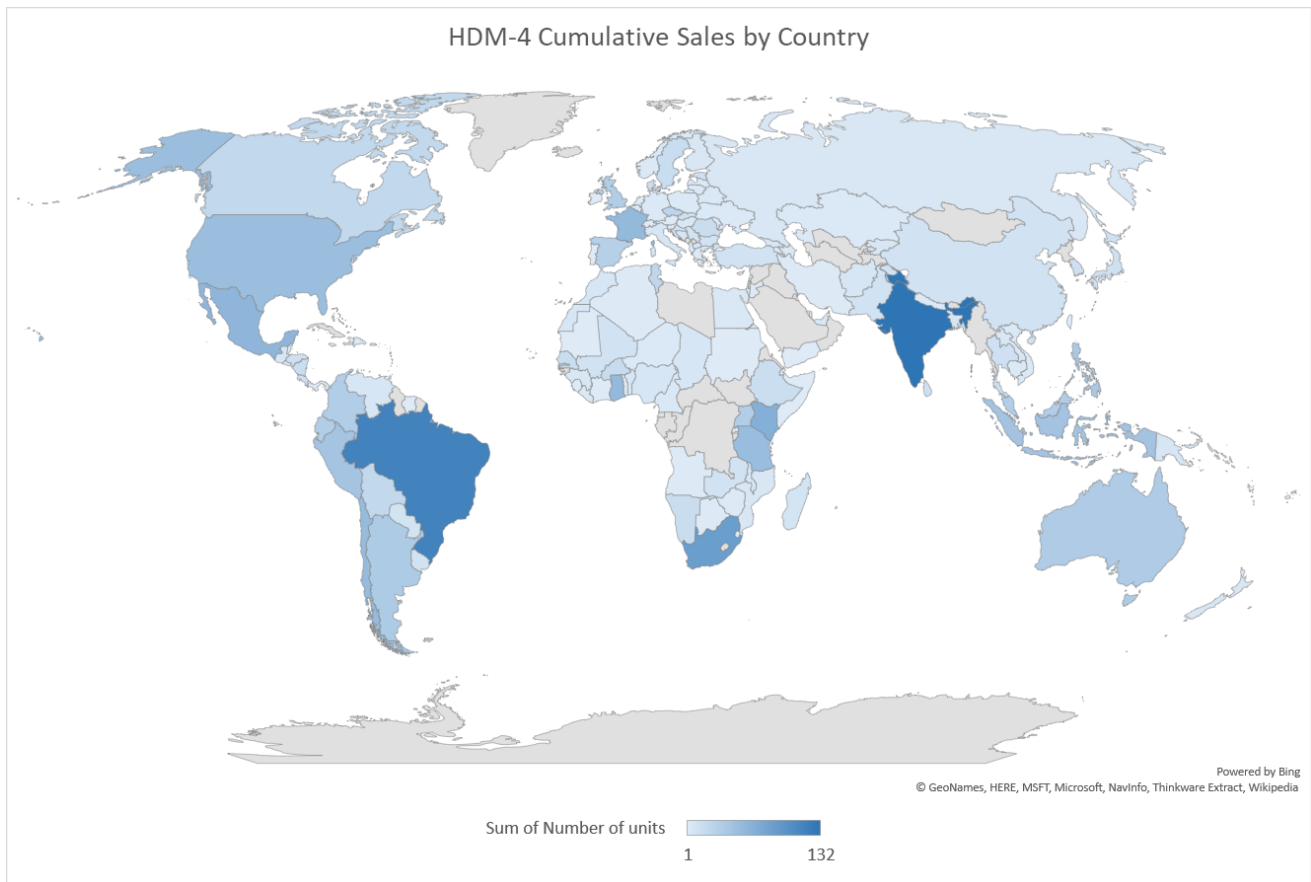 HDM-4 Cumulative Sales by Country
Powered by Bing
© GeoNames, HERE, MSFT, Microsoft, NavInfo, Thinkware Extract, Wikipedia
Sum of Number of units
1 132